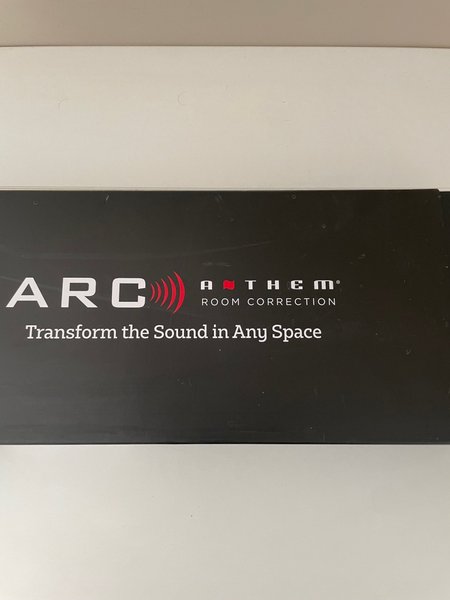 ARC ANTHEM®
ROOM CORRECTION
Transform the Sound in Any Space